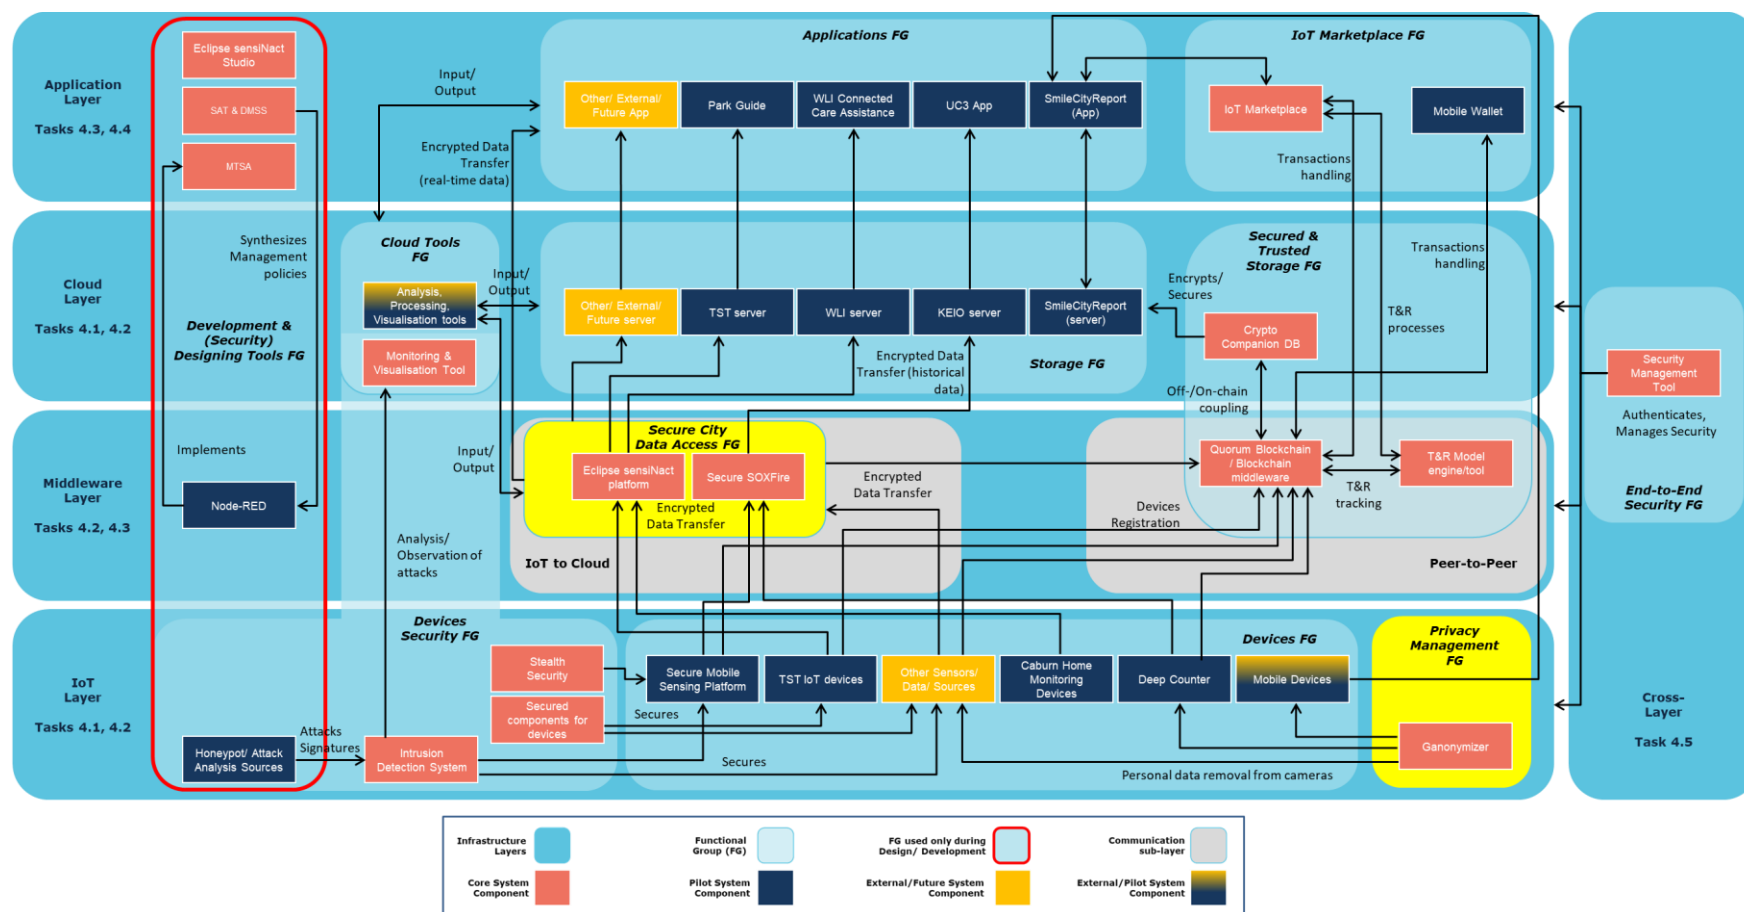 Application
Layer
Tasks 4.3, 4.4
Eclipse sensiNact
Studio
SAT & DMSS
MTSA
Input/
Output
Encrypted Data
Transfer
(real-time data)
Applications FG
Other/ External/
Future App
Park Guide
WLI Connected
Care Assistance
UC3 App
SmileCityReport
(App)
IoT Marketplace FG
IoT Marketplace
Mobile Wallet
Transactions
handling
Cloud
Layer
Tasks 4.1, 4.2
Synthesizes
Management
policies
Development &
(Security)
Designing Tools FG
Cloud Tools
FG
Analysis,
Processing,
Visualisation tools
Monitoring &
Visualisation Tool
Input/
Output
Other/ External/
Future server
TST server
WLI server
KEIO server
SmileCityReport
(server)
Encrypted Data
Transfer (historical
data)
Storage FG
Encrypts/
Secures
Secured &
Trusted
Storage FG
Crypto
Companion DB
Off-/On-chain
coupling
T&R
processes
Transactions
handling
Security
Management
Tool
Authenticates,
Manages Security
End-to-End
Security FG
Middleware
Layer
Tasks 4.2, 4.3
Implements
Node-RED
Input/
Output
Analysis/
Observation of
attacks
Secure City
Data Access FG
Eclipse sensiNact
platform
Secure SOXFire
Encrypted
Data Transfer
IoT to Cloud
Encrypted
Data Transfer
Devices
Registration
Quorum Blockchain
/ Blockchain
middleware
T&R
tracking
T&R Model
engine/tool
Peer-to-Peer
IoT
Layer
Tasks 4.1, 4.2
Devices
Security FG
Stealth
Security
Secured
components for
devices
Honeypot/ Attack
Analysis Sources
Attacks
Signatures
Intrusion
Detection System
Secures
Secures
Devices FG
Secure Mobile
Sensing Platform
TST IoT devices
Other Sensors/
Data/ Sources
Caburn Home
Monitoring
Devices
Deep Counter
Mobile Devices
Personal data removal from cameras
Privacy
Management
FG
Ganonymizer
Cross-
Layer
Task 4.5
Infrastructure
Layers
Functional
Group (FG)
FG used only during
Design/ Development
Communication
sub-layer
Core System
Component
Pilot System
Component
External/Future System
Component
External/Pilot System
Component